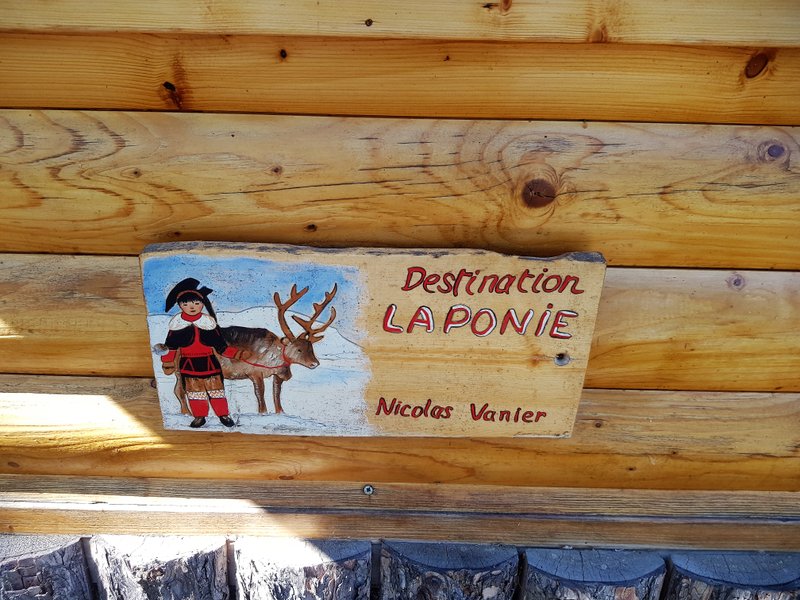 Destination
LAPONiE
Nicolas Vanier